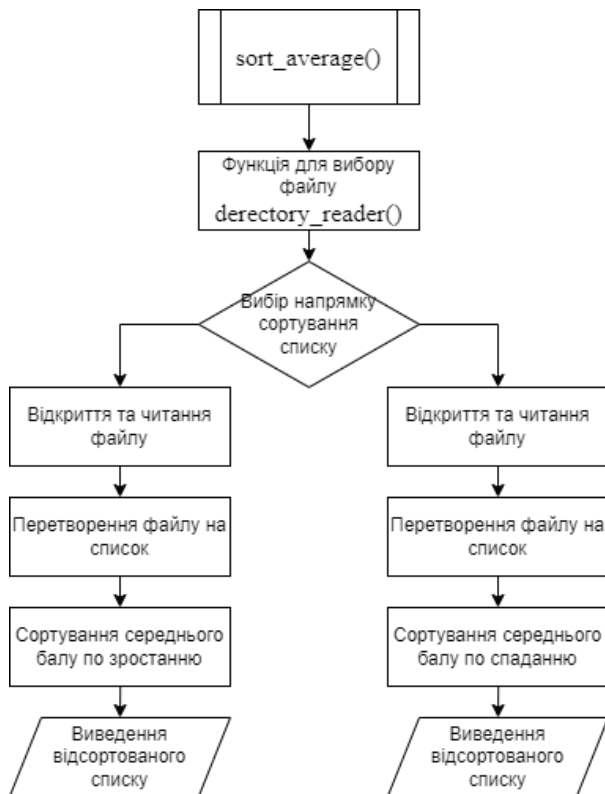 sort_average()
Функція для вибору
файлу
derectory_reader()
Вибір напрямку
сортування
списку
Відкриття та читання
файлу
Перетворення файлу на
список
Сортування середнього
балу по зростанню
Виведення
відсортованого
списку
Відкриття та читання
файлу
Перетворення файлу на
список
Сортування середнього
балу по спаданню
Виведення
відсортованого
списку